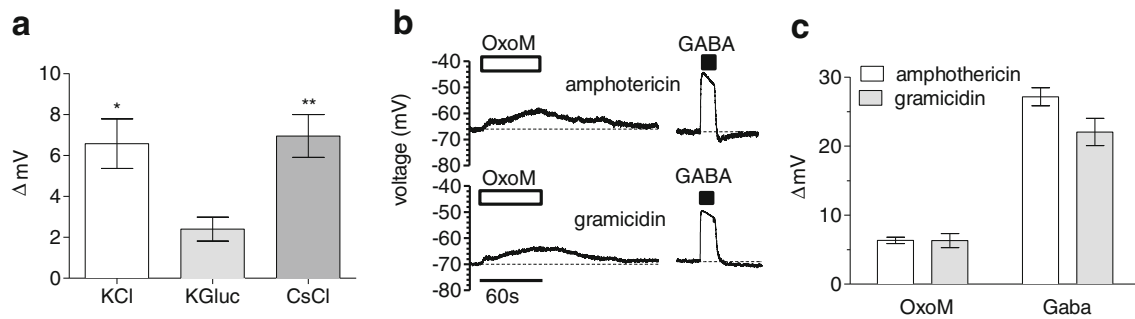 a
10
8
6
4
2
0
Δ mV
*
**
KCl
KGluc
CsCl
b
OxoM
GABA
amphotericin
-40
-50
-60
-70
-80
voltage (mV)
OxoM
GABA
gramicidin
-40
-50
-60
-70
-80
60s
c
amphothericin
gramicidin
30
20
10
0
ΔmV
OxoM
Gaba